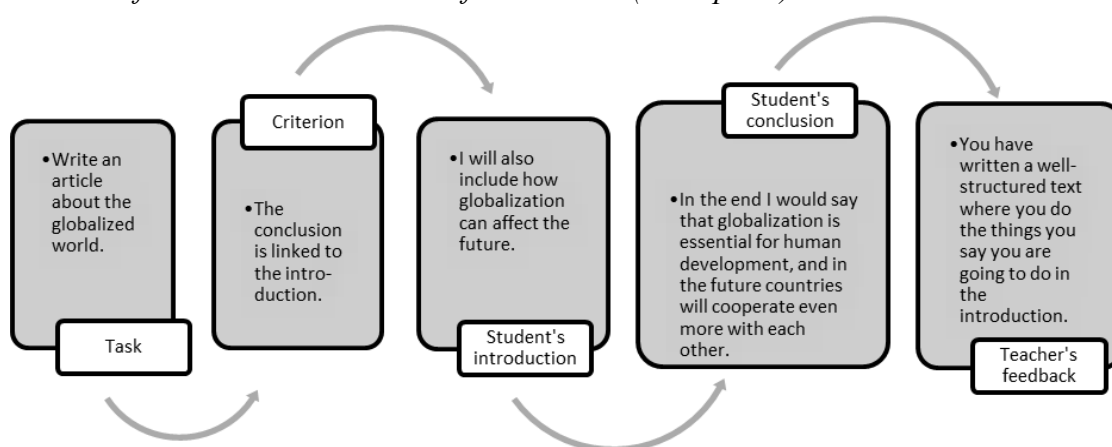 •Write an
article
about the
globalized
world.
Task
Criterion
•The
conclusion
is linked to
the intro-
duction.
•I will also
include how
globalization
can affect the
future.
Student's
introduction
Student's
conclusion
•In the end I would say
that globalization is
essential for human
development, and in
the future countries
will cooperate even
more with each
other.
•You have
written a well-
structured text
where you do
the things you
say you are
going to do in
the
introduction.
Teacher's
feedback